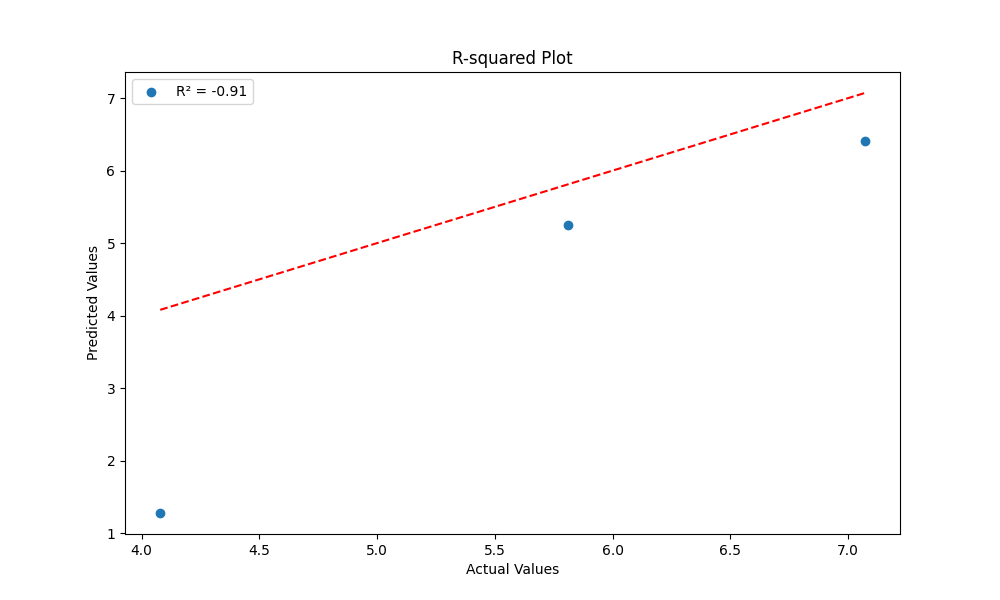 R-squared Plot
R² = -0.91
7
6
5
4
3
2
1
Predicted Values
4.0 4.5 5.0 5.5 6.0 6.5 7.0
Actual Values